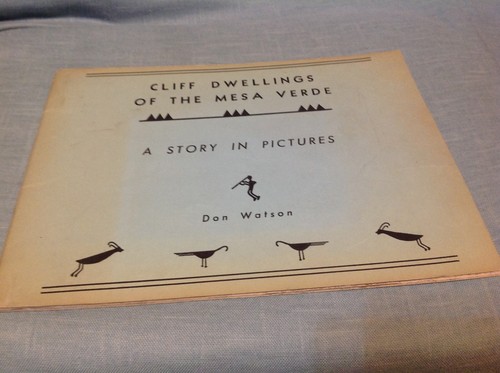 CLIFF DWELLINGS
OF THE MESA VERDE
A STORY IN PICTURES
Don Watson